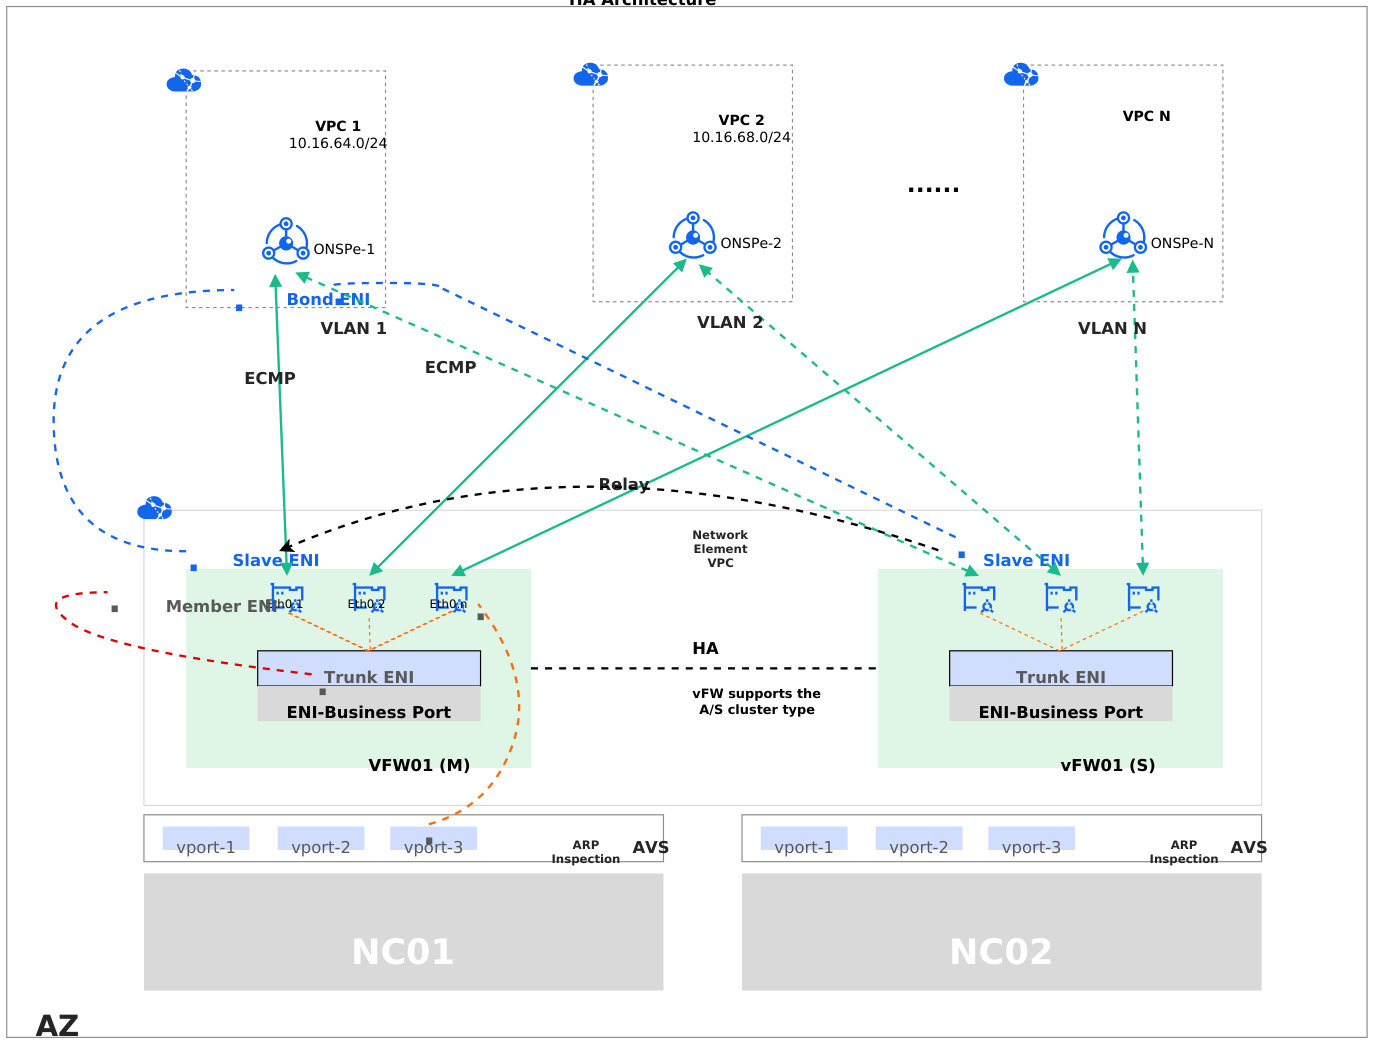 HA Architecture
VPC 1
10.16.64.0/24
VPC 2
10.16.68.0/24
VPC N
......
ONSPe-1
ONSPe-2
ONSPe-N
Bond ENI
VLAN 1
VLAN 2
VLAN N
ECMP
ECMP
Relay
Network
Element
VPC
Slave ENI
Slave ENI
Member ENI
Eth0.1
Eth0.2
Eth0.n
HA
Trunk ENI
Trunk ENI
vFW supports the
A/S cluster type
ENI-Business Port
ENI-Business Port
VFW01 (M)
vFW01 (S)
vport-1
vport-2
vport-3
ARP
Inspection
AVS
vport-1
vport-2
vport-3
ARP
Inspection
AVS
NC01
NC02
AZ